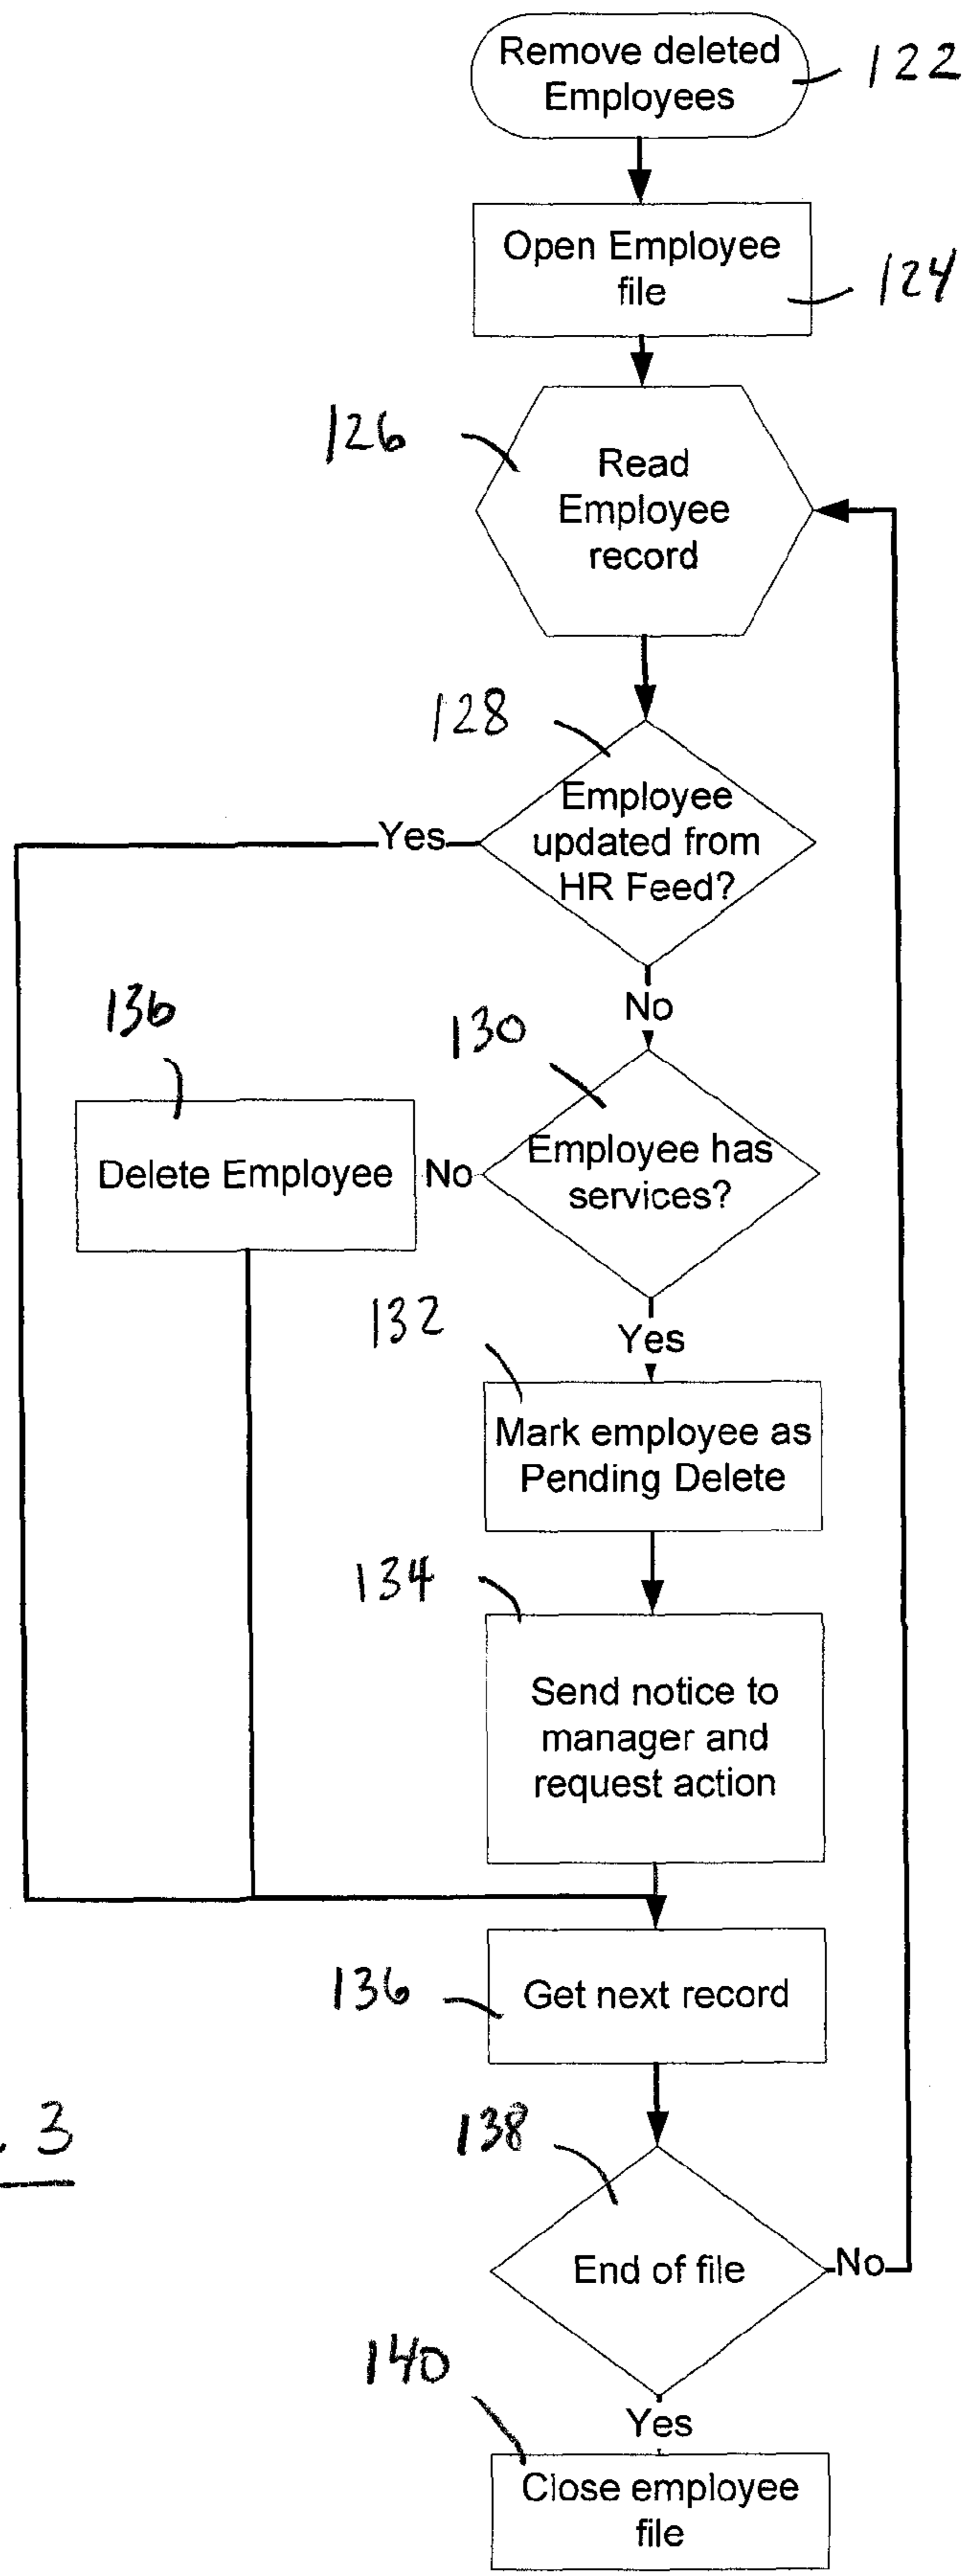 Remove deleted
Employees
122
Open Employee
file
124
126
Read
Employee
record
128
Employee
updated from
HR Feed?
Yes
No
136
130
Delete Employee
No
Employee has
services?
132
Yes
Mark employee as
Pending Delete
134
Send notice to
manager and
request action
136
Get next record
. 3
138
End of file
No
140
Yes
Close employee
file